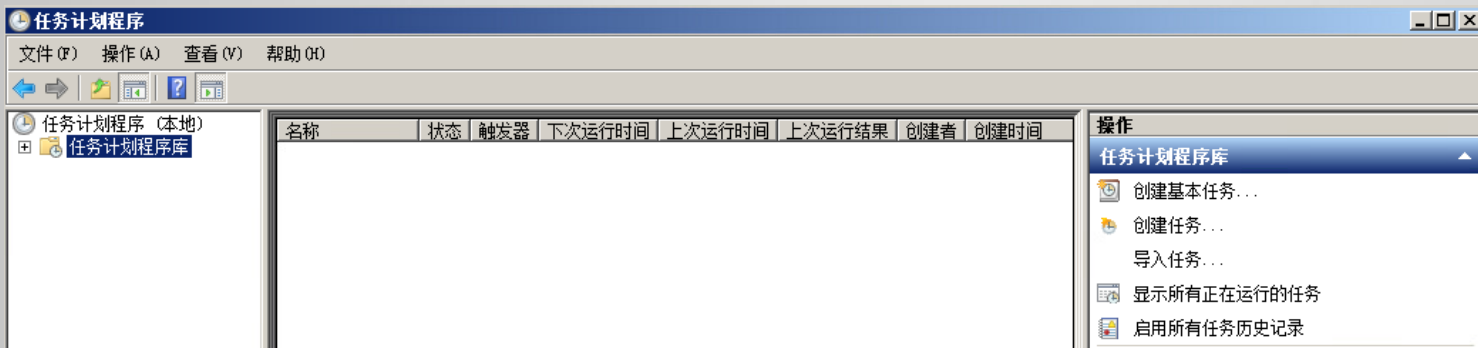 任务计划程序
文件(F) 操作(A) 查看(V) 帮助(H)
任务计划程序 (本地)
任务计划程序库
名称 状态 触发器 下次运行时间 上次运行时间 上次运行结果 创建者 创建时间
操作
任务计划程序库
创建基本任务...
创建任务...
导入任务...
显示所有正在运行的任务
启用所有任务历史记录